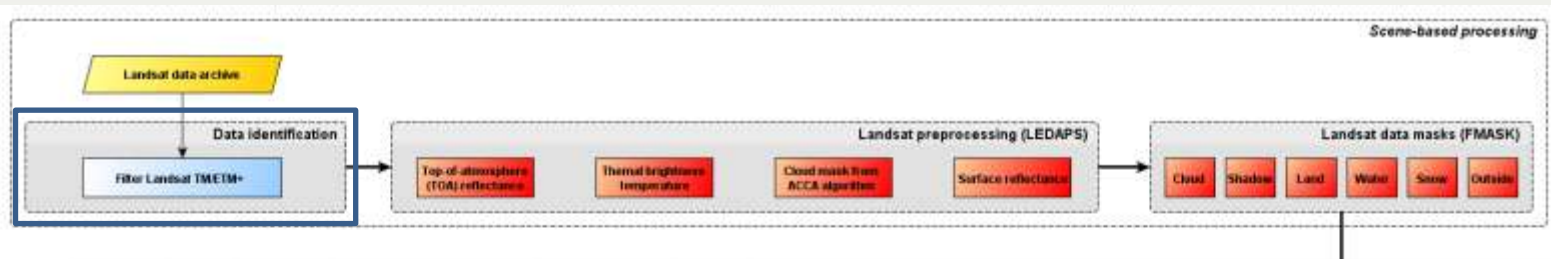 Scene-based processing
Landsat data archive
Data identification
Filter Landsat TM/ETM+
Landsat preprocessing (LEDAPS)
Top-of-atmosphere
(TOA) reflectance
Thermal brightness
temperature
Cloud mask from
ACCA algorithm
Surface reflectance
Landsat data masks (FMASK)
Cloud
Shadow
Land
Water
Snow
Outside